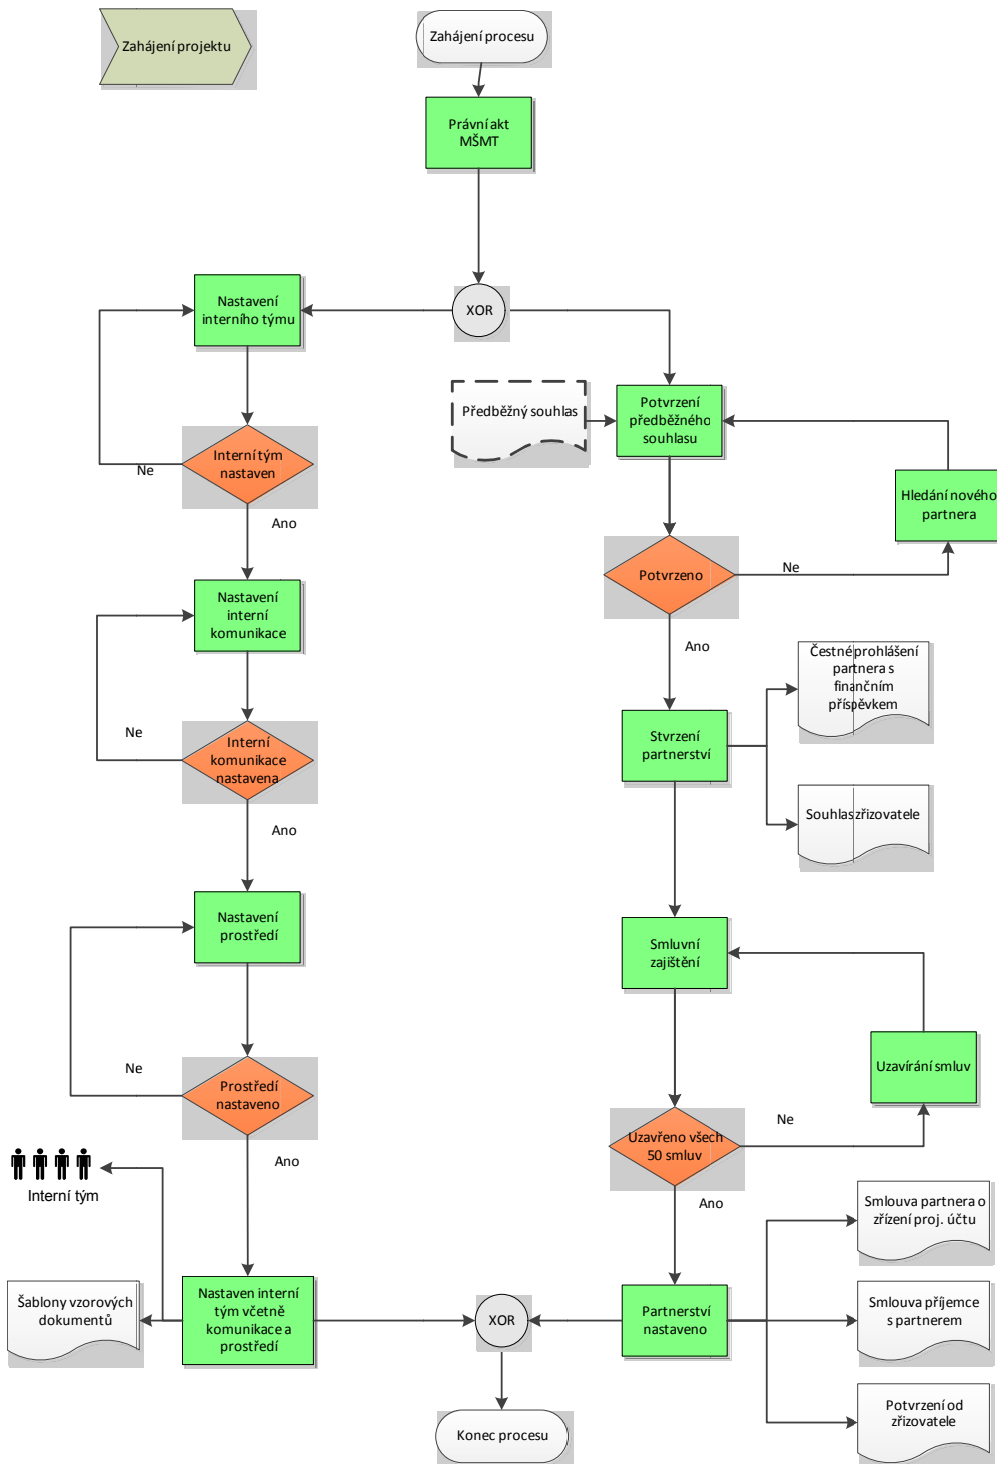 Zahájení projektu
Zahájení procesu
Právní akt
MŠMT
XOR
Nastavení
interního týmu
Předběžný souhlas
Potvrzení
předběžného
souhlasu
Interní tým
nastaven
Ne
Ano
Hledání nového
partnera
Potvrzeno
Ne
Ano
Nastavení
interní
komunikace
Čestné prohlášení
partnera s
finančním
příspěvkem
Stvrzení
partnerství
Ne
Interní
komunikace
nastavena
Ano
Souhlas zřizovatele
Nastavení
prostředí
Smluvní
zajištění
Uzavírání smluv
Ne
Prostředí
nastaveno
Ano
Uzavřeno všech
50 smluv
Ne
Ano
Interní tým
Smlouva partnera o
zřízení proj. účtu
Šablony vzorových
dokumentů
Nastaven interní
tým včetně
komunikace a
prostředí
XOR
Partnerství
nastaveno
Smlouva příjemce
s partnerem
Potvrzení od
zřizovatele
Konec procesu